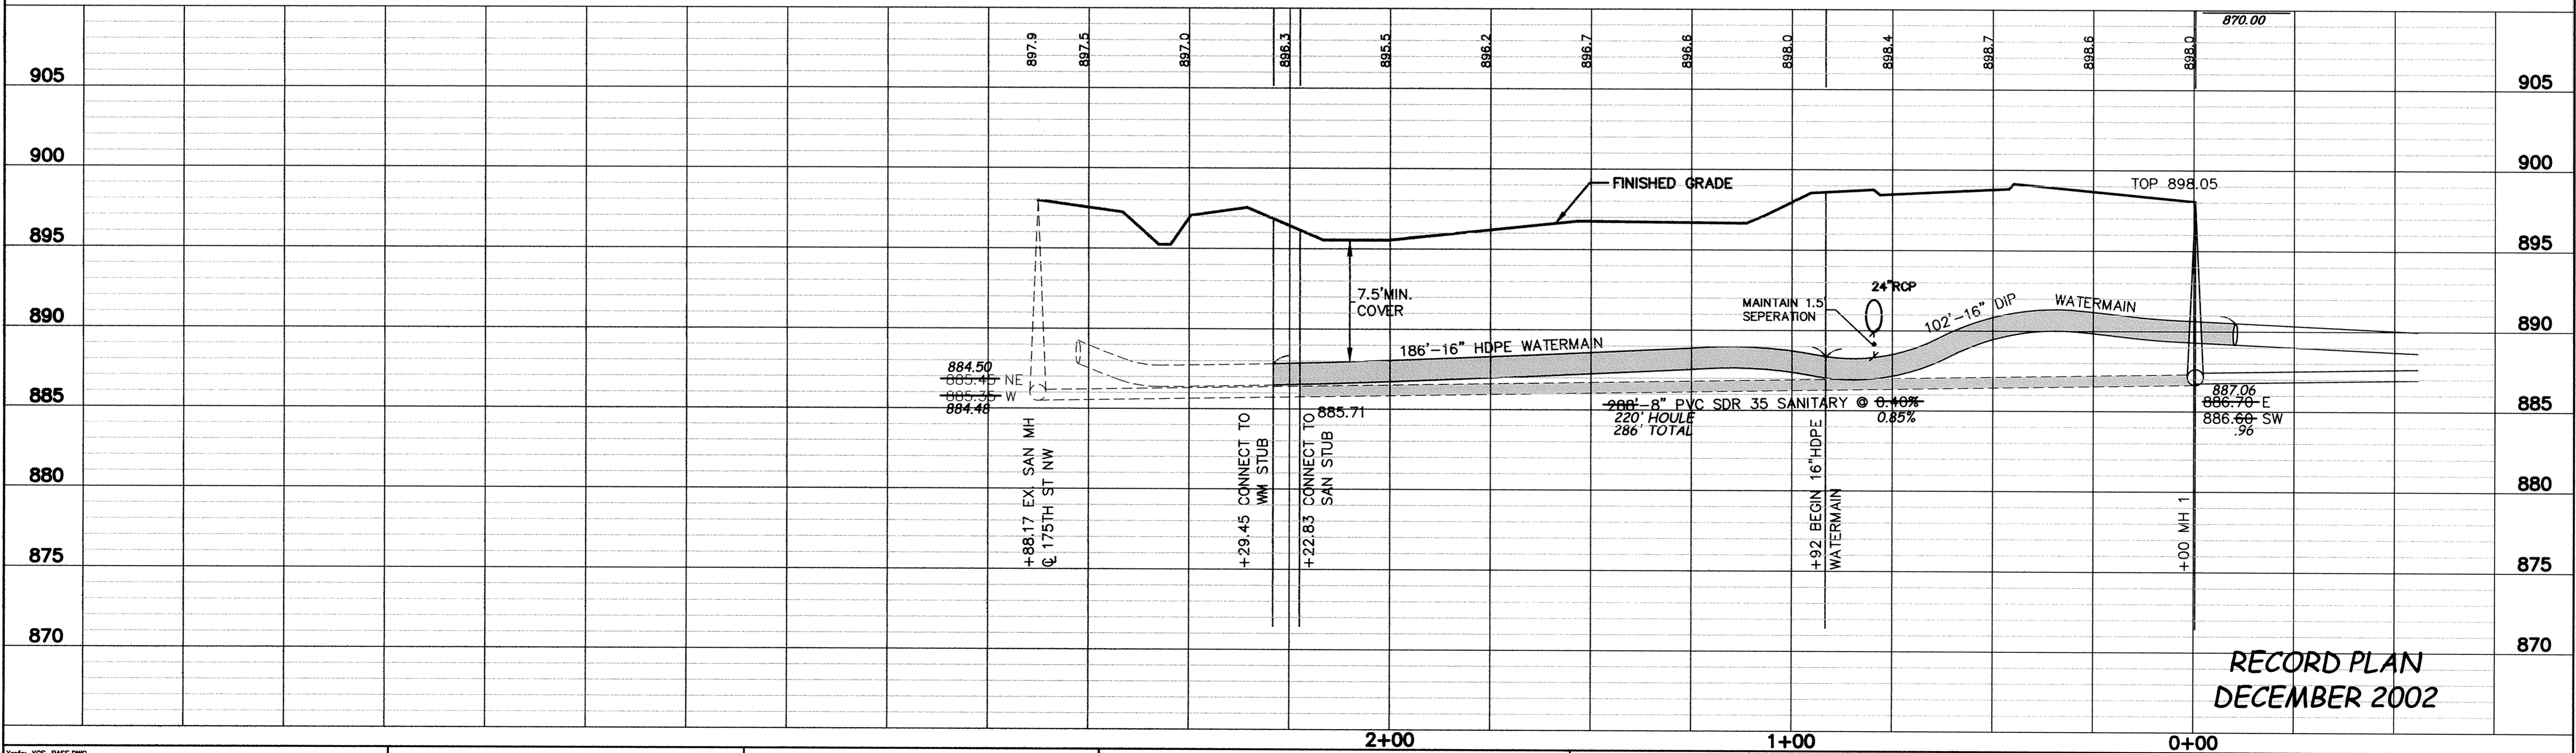 870.00
897.9
897.5
897.0
896.3
895.5
896.2
896.7
896.6
898.0
898.4
898.7
898.6
898.0
905
905
900
900
FINISHED GRADE
TOP 898.05
895
895
7.5'MIN.
COVER
24"RCP
MAINTAIN 1.5'
SEPERATION
102'-16" DIP WATERMAIN
890
890
186'-16" HDPE WATERMAIN
884.50
885.45 NE
885.35 W
884.48
885
885
885.71
288'-8" PVC SDR 35 SANITARY @ 0.40%
220' HOULE
286' TOTAL
0.85%
887.06
886.70 E
886.60 SW
.96
880
880
+88.17 EX. SAN MH
℄ 175TH ST NW
+29.45 CONNECT TO
WM STUB
+22.83 CONNECT TO
SAN STUB
+92 BEGIN 16"HDPE
WATERMAIN
+00 MH 1
875
875
870
870
RECORD PLAN
DECEMBER 2002
2+00
1+00
0+00